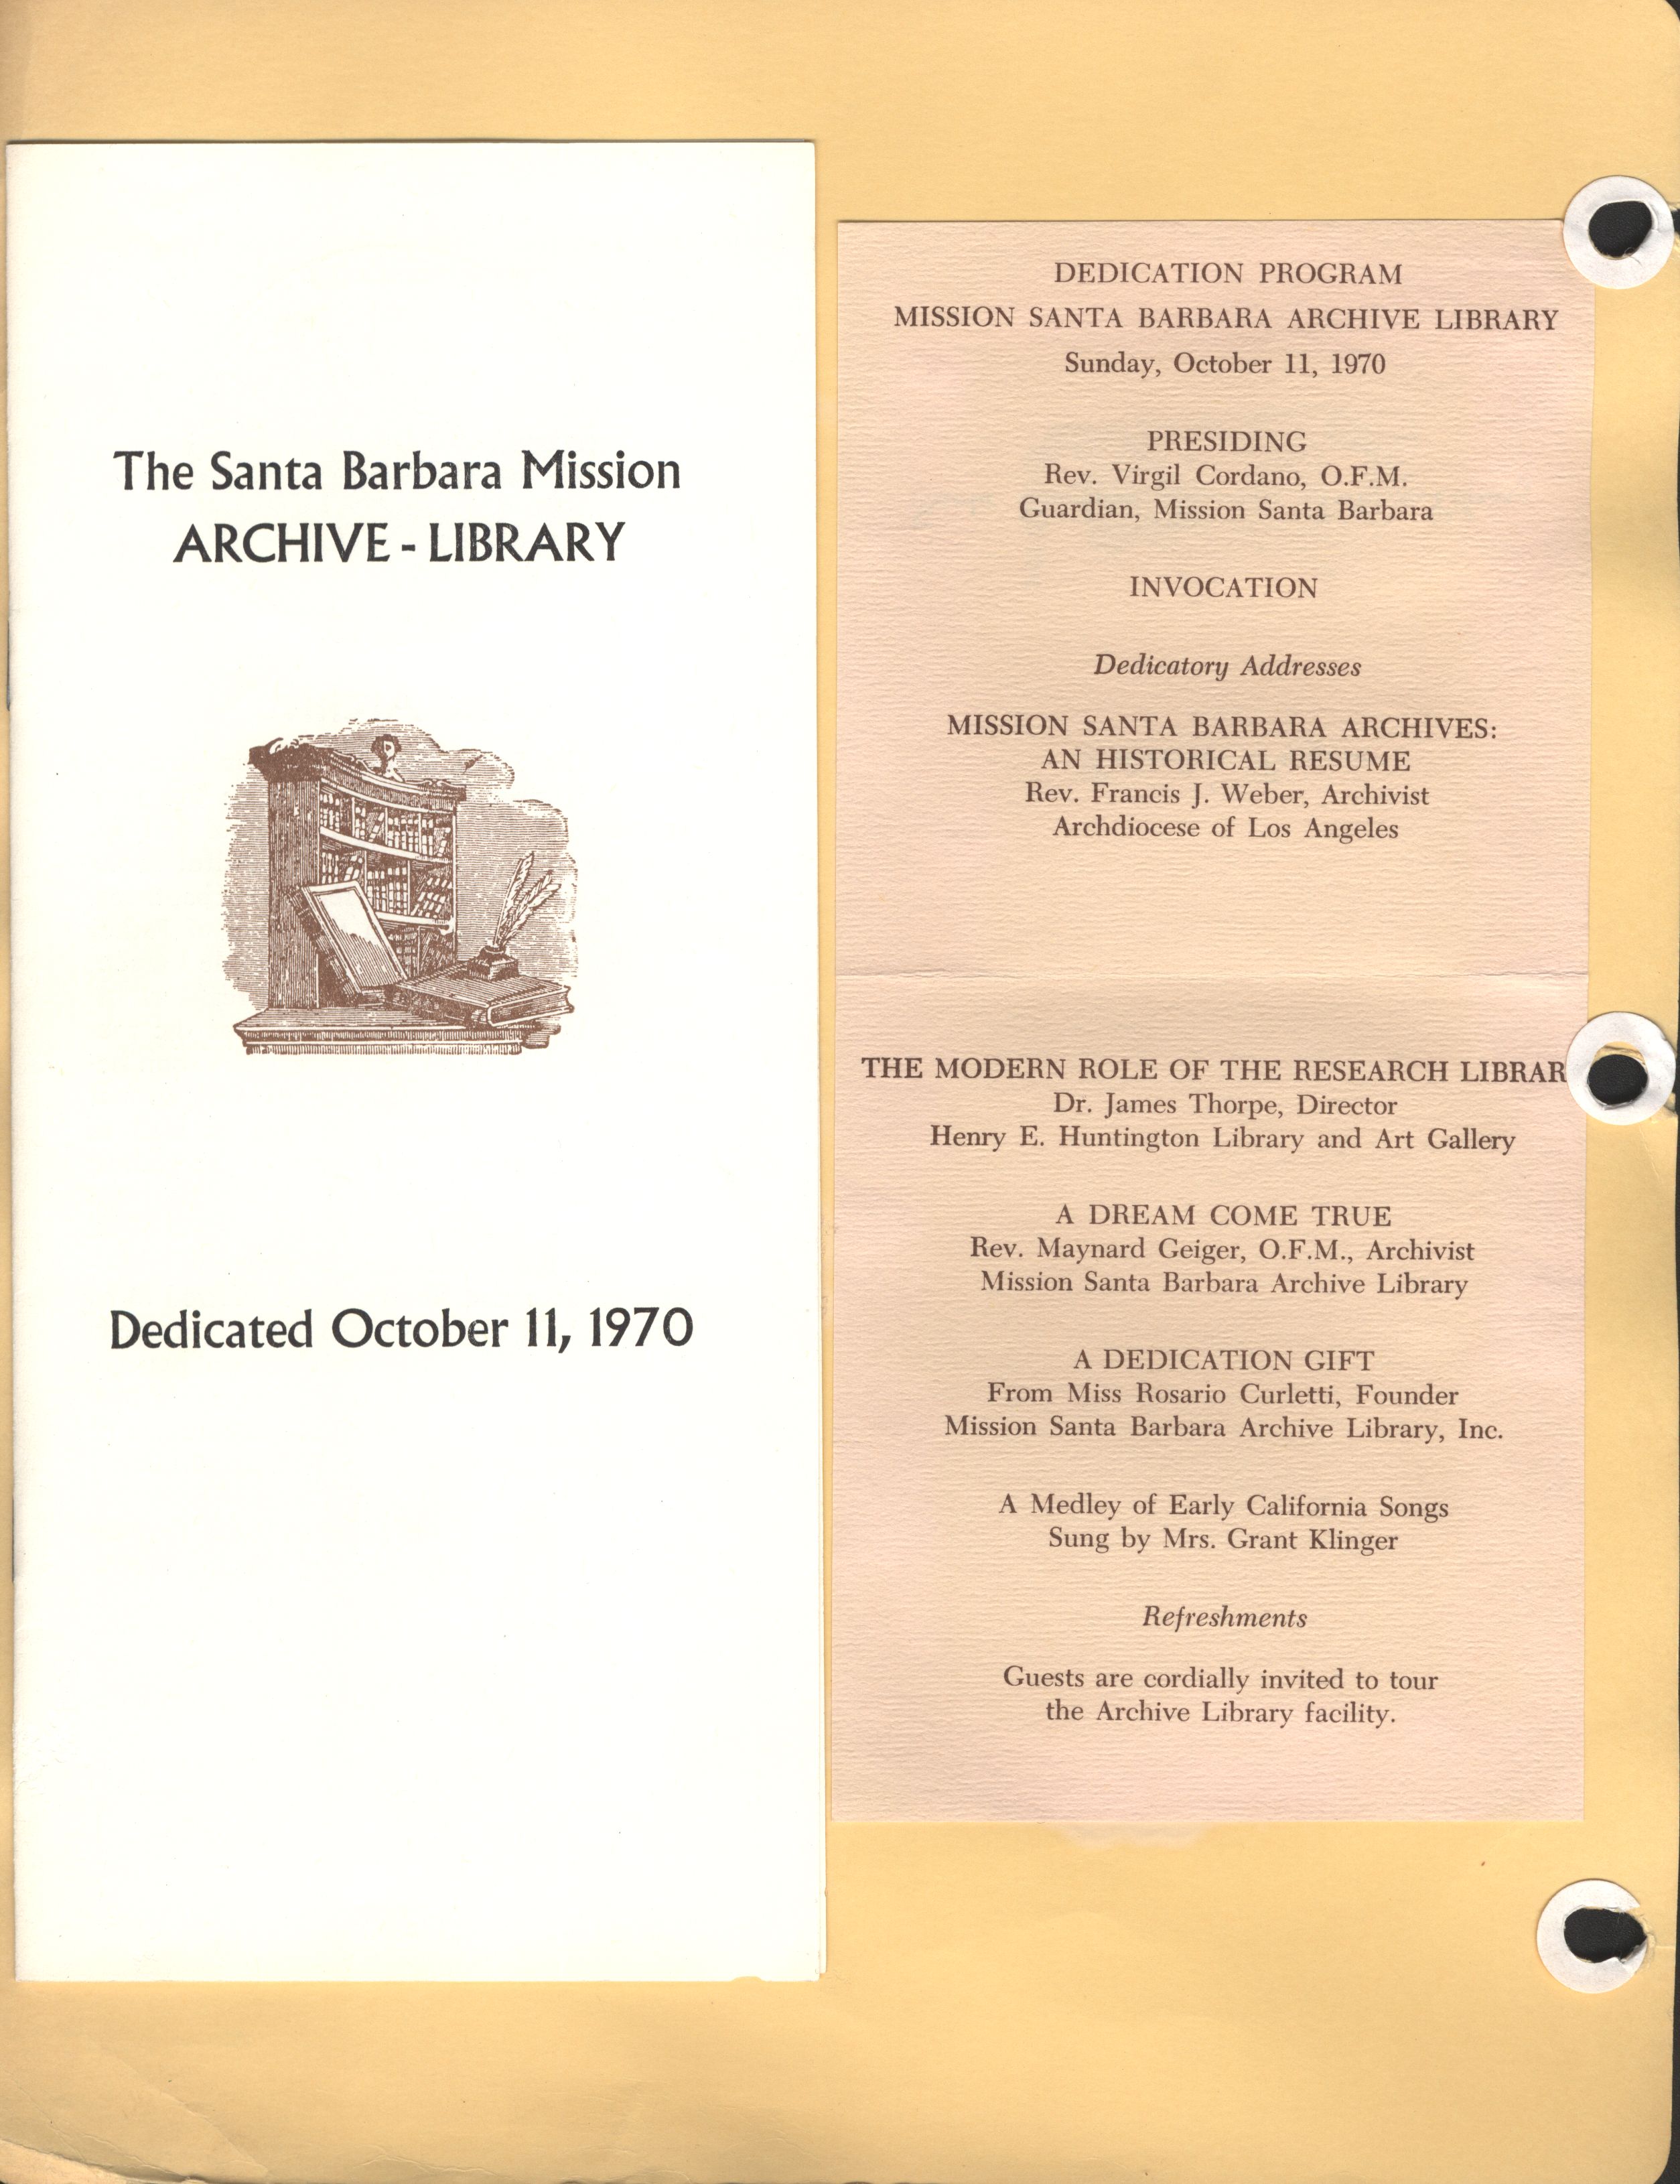 The Santa Barbara Mission
ARCHIVE - LIBRARY
Dedicated October 11, 1970
DEDICATION PROGRAM
MISSION SANTA BARBARA ARCHIVE LIBRARY
Sunday, October 11, 1970
PRESIDING
Rev. Virgil Cordano, O.F.M.
Guardian, Mission Santa Barbara
INVOCATION
Dedicatory Addresses
MISSION SANTA BARBARA ARCHIVES:
AN HISTORICAL RESUME
Rev. Francis J. Weber, Archivist
Archdiocese of Los Angeles
THE MODERN ROLE OF THE RESEARCH LIBRAR
Dr. James Thorpe, Director
Henry E. Huntington Library and Art Gallery
A DREAM COME TRUE
Rev. Maynard Geiger, O.F.M., Archivist
Mission Santa Barbara Archive Library
A DEDICATION GIFT
From Miss Rosario Curletti, Founder
Mission Santa Barbara Archive Library, Inc.
A Medley of Early California Songs
Sung by Mrs. Grant Klinger
Refreshments
Guests are cordially invited to tour
the Archive Library facility.